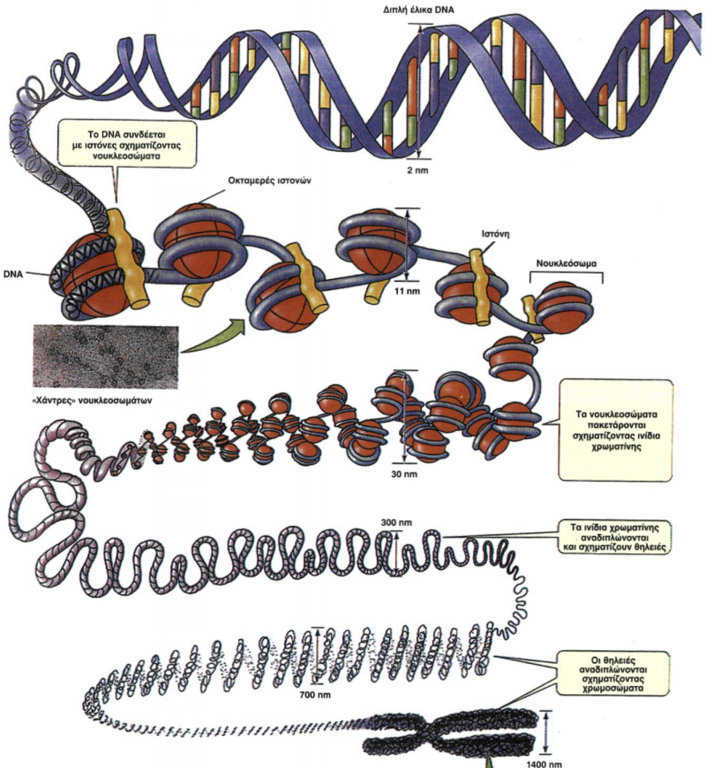 Διπλή έλικα DNA
Το DNA συνδέεται
με ιστόνες σχηματίζοντας
νουκλεοσώματα
2 nm
Οκταμερές ιστονών
Ιστόνη
Νουκλεόσωμα
DNA
11 nm
«Χάντρες» νουκλεοσωμάτων
Τα νουκλεοσώματα
πακετάρονται
σχηματίζοντας ινίδια
χρωματίνης
30 nm
300 nm
Τα ινίδια χρωματίνης
αναδιπλώνονται
και σχηματίζουν θηλειές
Οι θηλειές
αναδιπλώνονται
σχηματίζοντας
χρωμοσώματα
700 nm
1400 nm